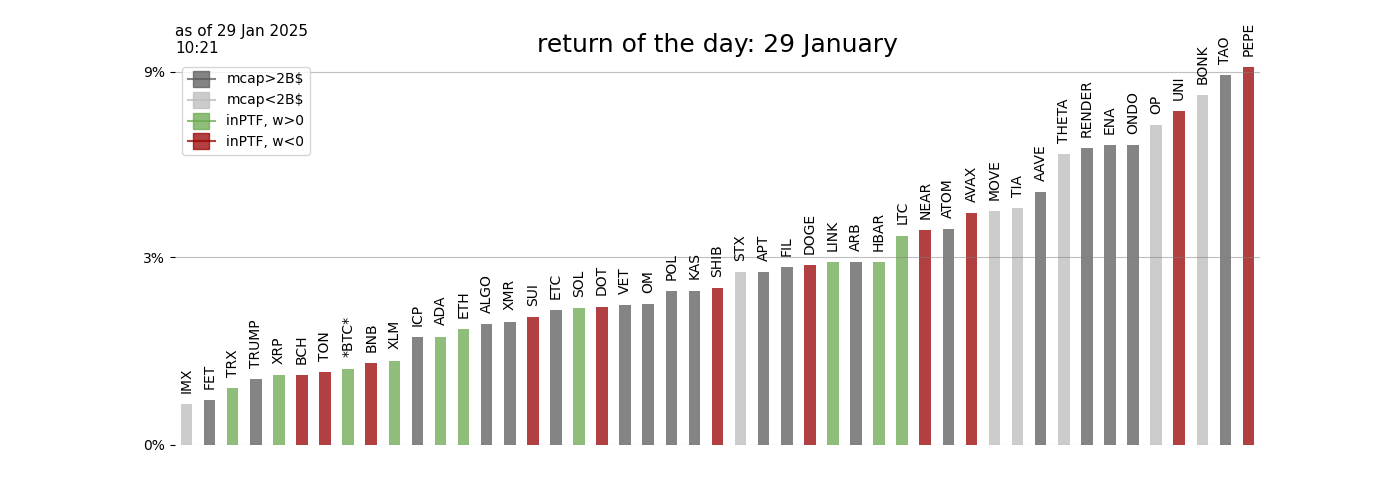 as of 29 Jan 2025
10:21
return of the day: 29 January
9%
3%
0%
mcap>2B$
mcap<2B$
inPTF, w>0
inPTF, w<0
IMX
FET
TRX
TRUMP
XRP
BCH
TON
*BTC*
BNB
XLM
ICP
ADA
ETH
ALGO
XMR
SUI
ETC
SOL
DOT
VET
OM
POL
KAS
SHIB
STX
APT
FIL
DOGE
LINK
ARB
HBAR
LTC
NEAR
ATOM
AVAX
MOVE
TIA
AAVE
THETA
RENDER
ENA
ONDO
OP
UNI
BONK
TAO
PEPE